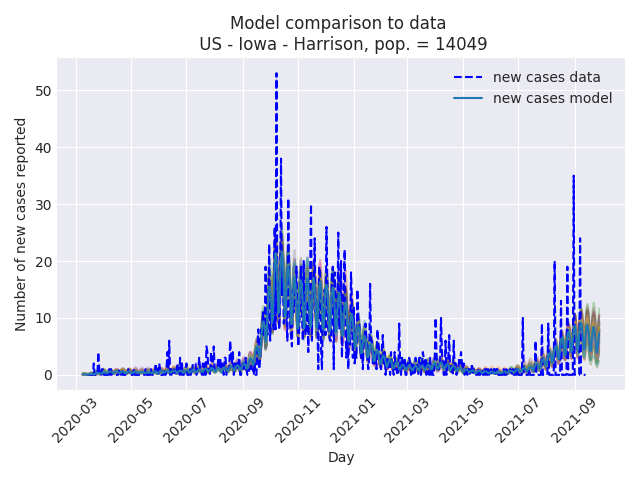 Model comparison to data
US - Iowa - Harrison, pop. = 14049
new cases data
new cases model
Number of new cases reported
50
40
30
20
10
0
2020-03
2020-05
2020-07
2020-09
2020-11
2021-01
2021-03
2021-05
2021-07
2021-09
Day